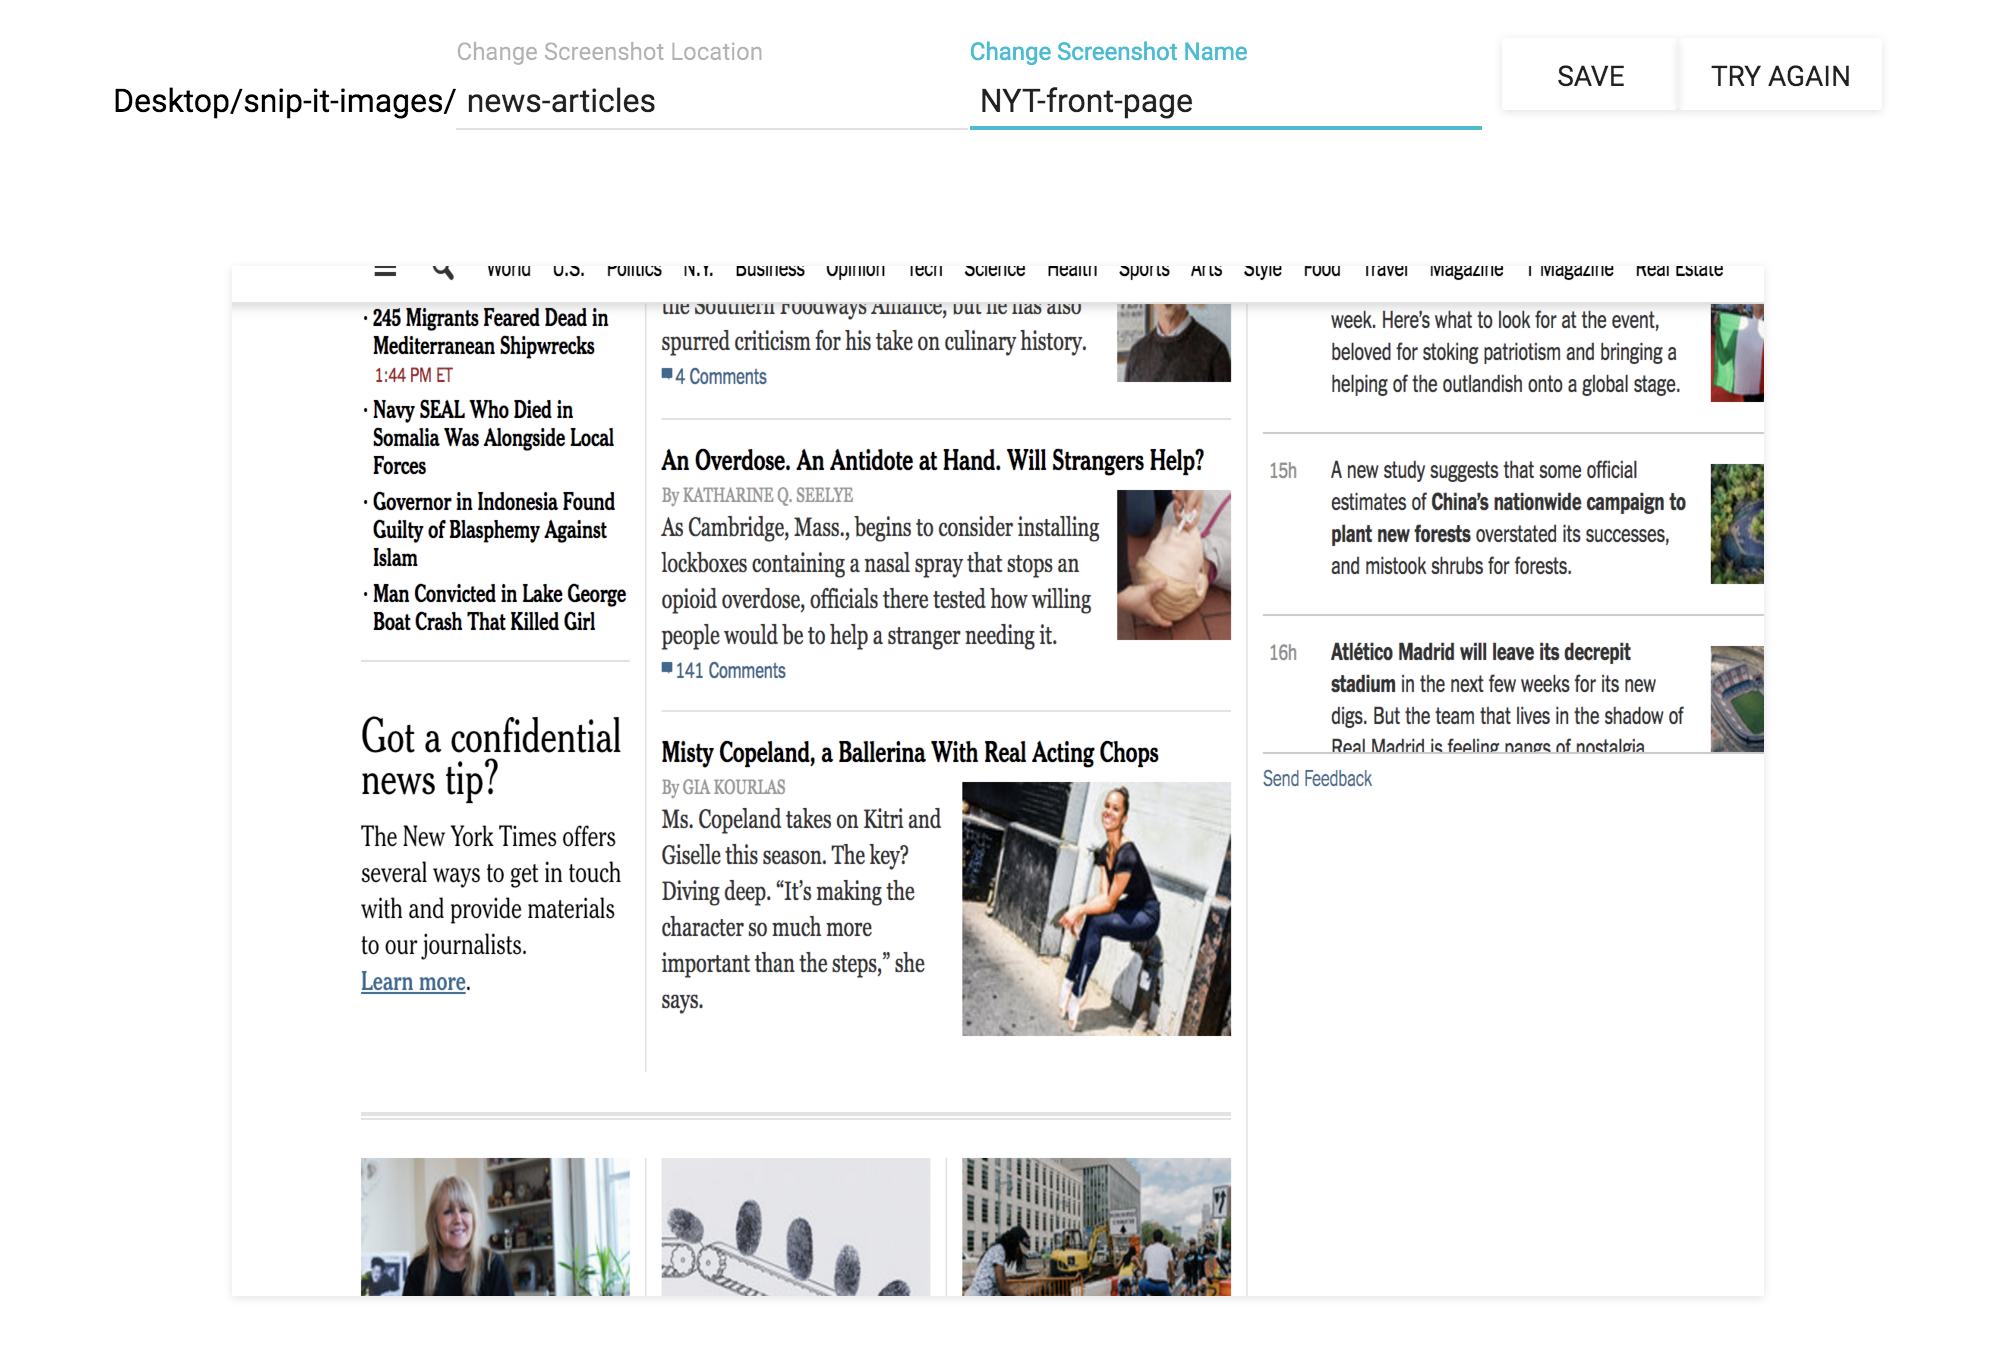 Change Screenshot Location
Change Screenshot Name
Desktop/snip-it-images/ news-articles
NYT-front-page
SAVE
TRY AGAIN
World U.S. Politics N.Y. Business Opinion Tech Science Health Sports Arts Style Food Travel Magazine T Magazine Real Estate
· 245 Migrants Feared Dead in
Mediterranean Shipwrecks
1:44 PM ET
· Navy SEAL Who Died in
Somalia Was Alongside Local
Forces
· Governor in Indonesia Found
Guilty of Blasphemy Against
Islam
· Man Convicted in Lake George
Boat Crash That Killed Girl
Got a confidential
news tip?
The New York Times offers
several ways to get in touch
with and provide materials
to our journalists.
Learn more.
the Southern Foodways Alliance, but he has also
spurred criticism for his take on culinary history.
4 Comments
An Overdose. An Antidote at Hand. Will Strangers Help?
By KATHARINE Q. SEELYE
As Cambridge, Mass., begins to consider installing
lockboxes containing a nasal spray that stops an
opioid overdose, officials there tested how willing
people would be to help a stranger needing it.
141 Comments
Misty Copeland, a Ballerina With Real Acting Chops
By GIA KOURLAS
Ms. Copeland takes on Kitri and
Giselle this season. The key?
Diving deep. “It’s making the
character so much more
important than the steps,” she
says.
week. Here’s what to look for at the event,
beloved for stoking patriotism and bringing a
helping of the outlandish onto a global stage.
15h
A new study suggests that some official
estimates of China’s nationwide campaign to
plant new forests overstated its successes,
and mistook shrubs for forests.
16h
Atlético Madrid will leave its decrepit
stadium in the next few weeks for its new
digs. But the team that lives in the shadow of
Real Madrid is feeling pangs of nostalgia
Send Feedback